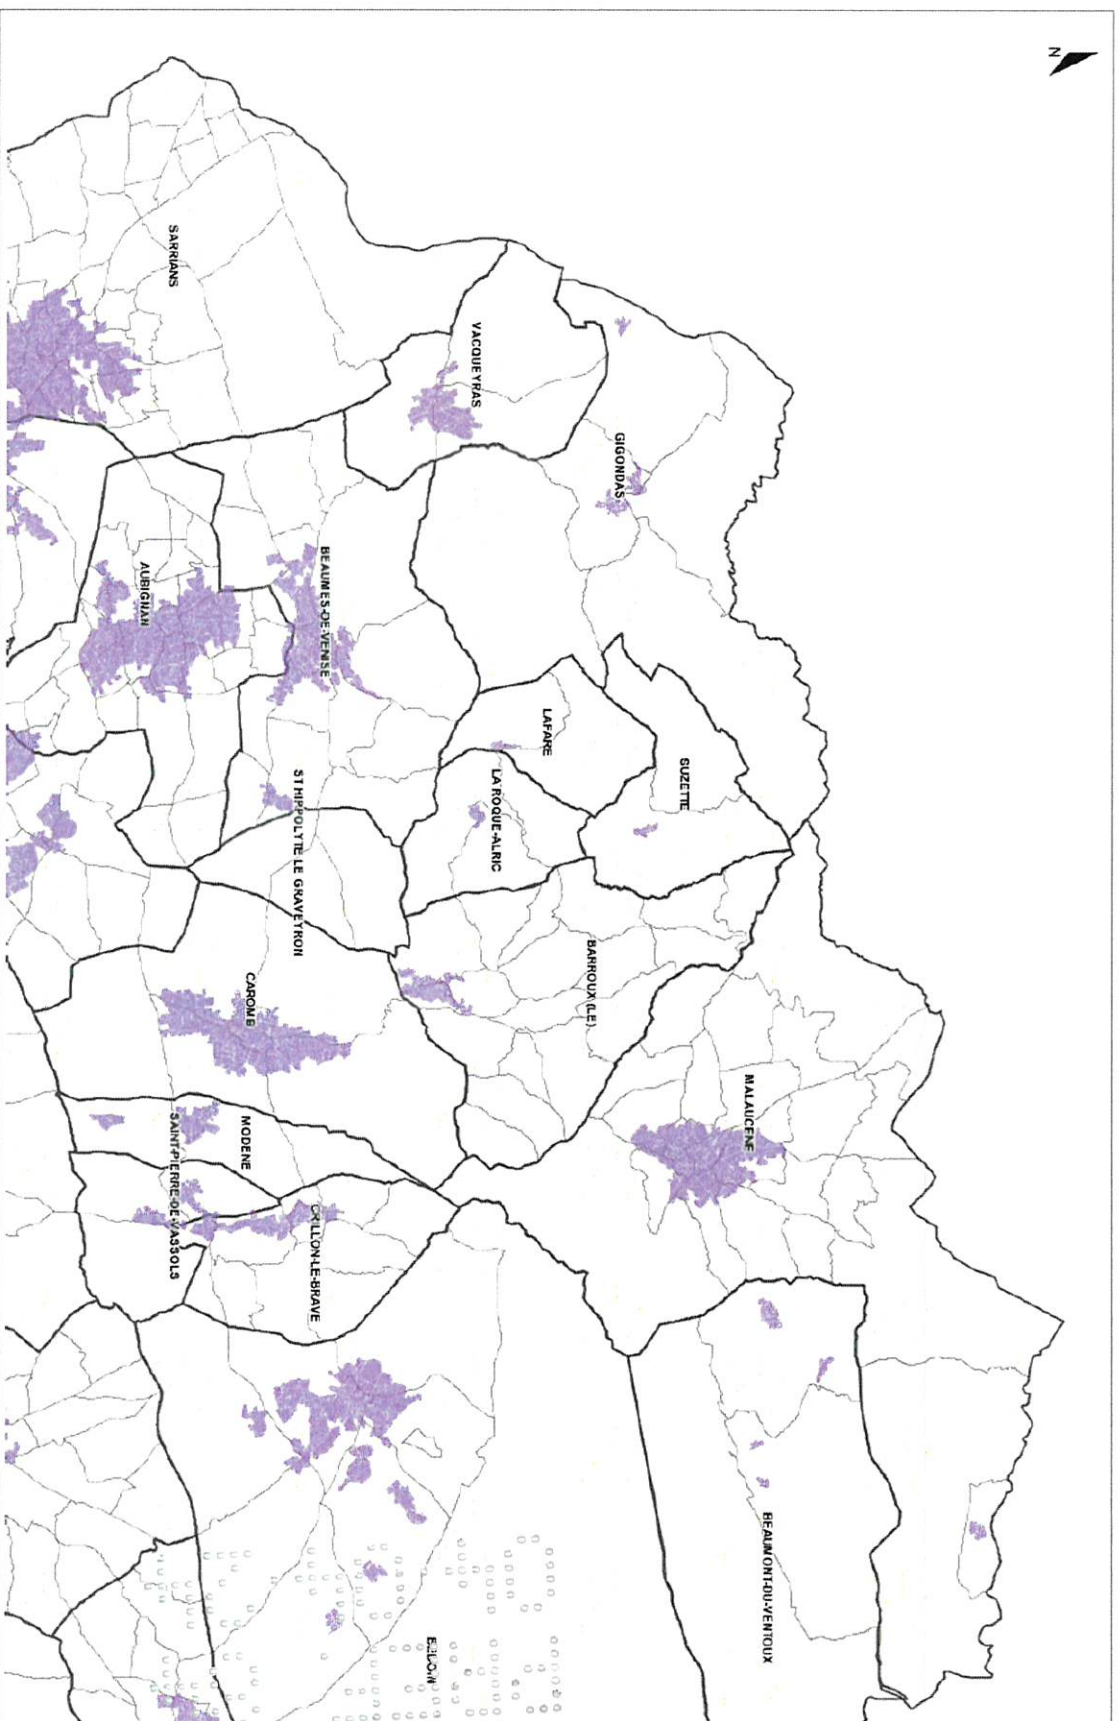 N
SARRIANS
VACQUEYRAS
GIGONDAS
AUBIGNAN
BEAUMES-DE-VENISE
LAFARE
SUZETTE
LA ROQUE-ALRIC
ST HIPPOLYTE LE GRAVEYRON
BARROUX (LE)
CAROMB
MALAUCENE
MODENE
SAINT-PIERRE-DE-VASSOLS
CRILLON-LE-BRAVE
BEAUMONT-DU-VENTOUX
BEDOIN